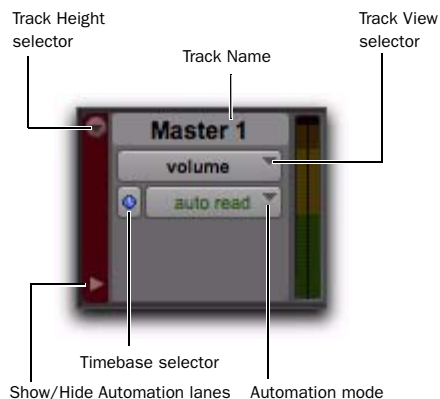 Track Height
selector
Track View
selector
Track Name
Master 1
volume
auto read
Timebase selector
Show/Hide Automation lanes
Automation mode